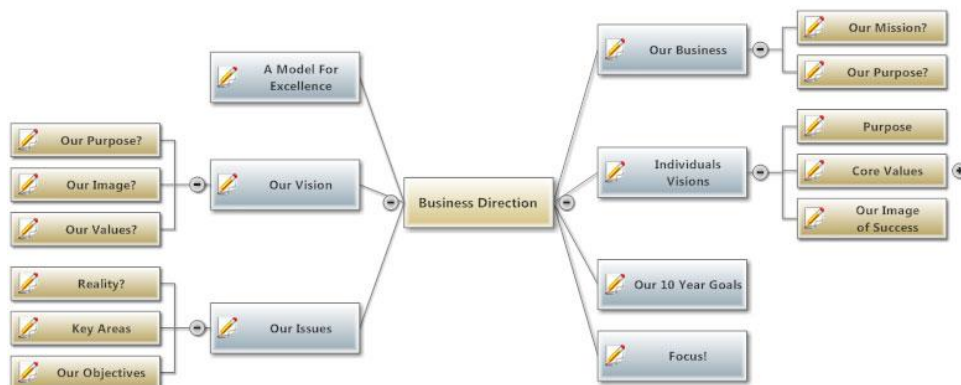 A Model For
Excellence
Our Purpose?
Our Image?
Our Values?
Our Vision
Reality?
Key Areas
Our Objectives
Our Issues
Business Direction
Our Business
Our Mission?
Our Purpose?
Individuals
Visions
Purpose
Core Values
Our Image
of Success
Our 10 Year Goals
Focus!